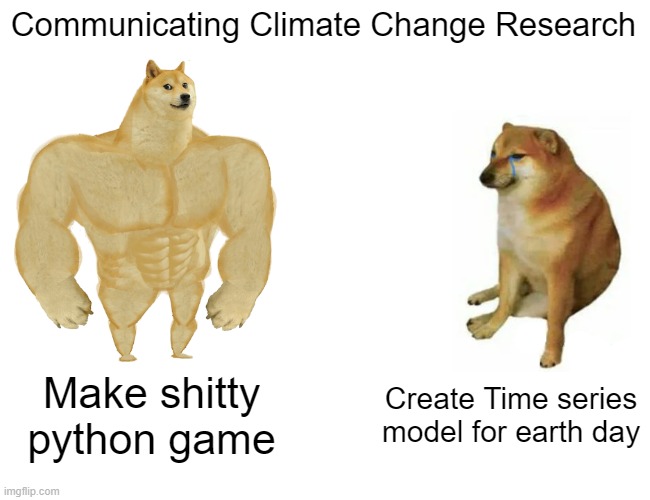 Communicating Climate Change Research
Make shitty
python game
Create Time series
model for earth day
imgflip.com